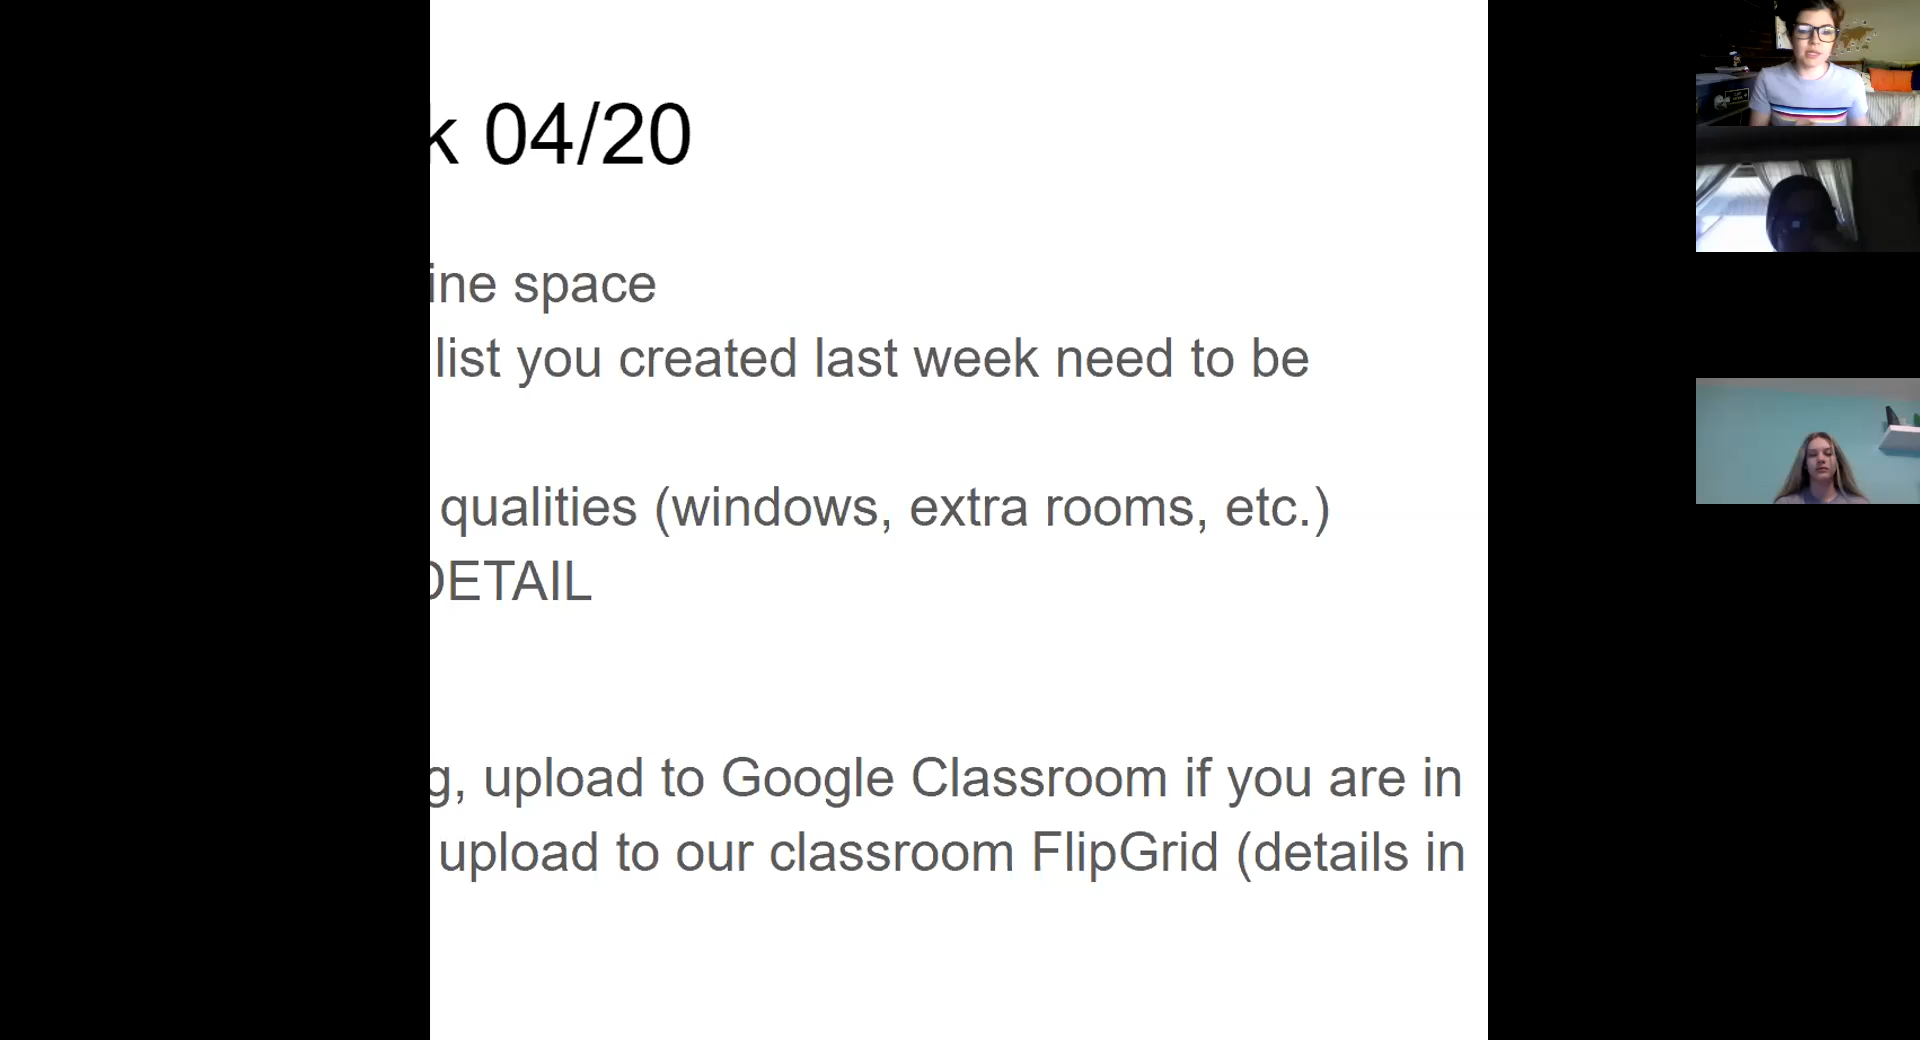 k 04/20
ine space
list you created last week need to be
qualities (windows, extra rooms, etc.)
DETAIL
g, upload to Google Classroom if you are in
upload to our classroom FlipGrid (details in